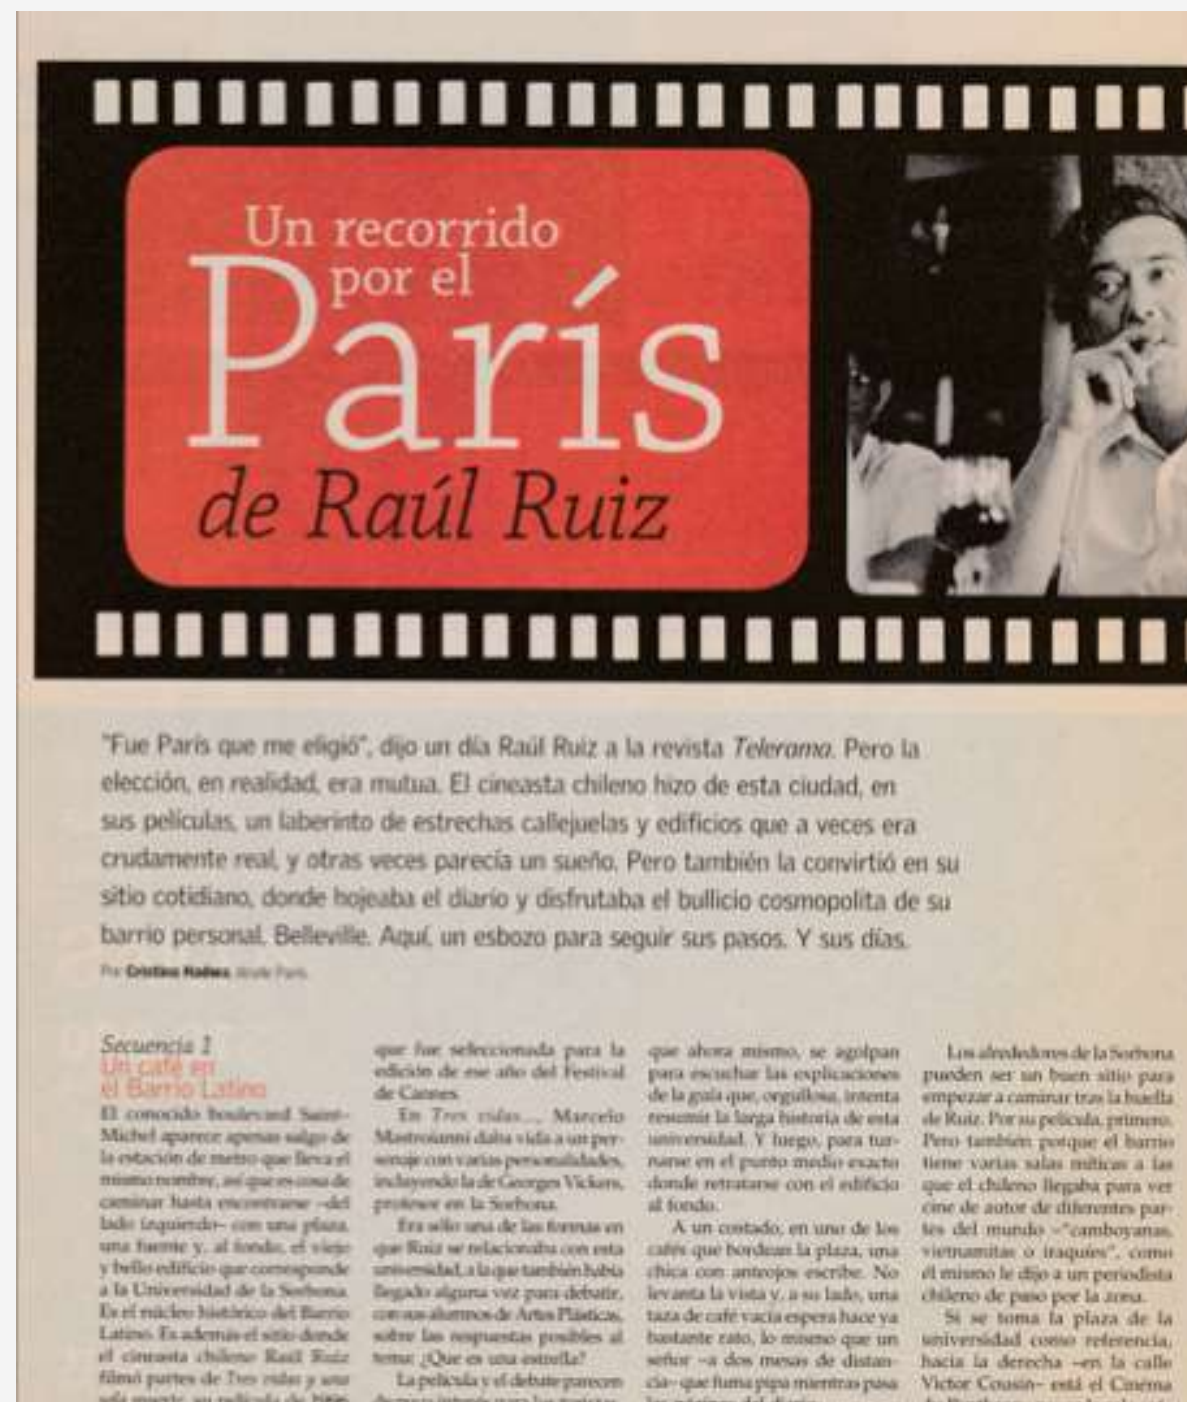 Un recorrido
por el
París
de Raúl Ruiz
"Fue París que me eligió", dijo un día Raúl Ruiz a la revista Telerama. Pero la
elección, en realidad, era mutua. El cineasta chileno hizo de esta ciudad, en
sus películas, un laberinto de estrechas callejuelas y edificios que a veces era
crudamente real, y otras veces parecía un sueño. Pero también la convirtió en su
sitio cotidiano, donde hojeaba el diario y disfrutaba el bullicio cosmopolita de su
barrio personal, Belleville. Aquí, un esbozo para seguir sus pasos. Y sus días.
Por Cristina desde París.
Secuencia 1
Un café en
el Barrio Latino
El conocido boulevard Saint-
Michel aparece apenas salgo de
la estación de metro que lleva el
mismo nombre, así que es cosa de
caminar hasta encontrarse –del
lado izquierdo– con una plaza,
una fuente y, al fondo, el viejo
y bello edificio que corresponde
a la Universidad de la Sorbona.
Es el núcleo histórico del Barrio
Latino. Es además el sitio donde
el cineasta chileno Raúl Ruiz
filmó partes de Tres vidas y una
sola muerte, su película de 1996
que fue seleccionada para la
edición de ese año del Festival
de Cannes.
En Tres vidas..., Marcelo
Mastroianni daba vida a un per-
sonaje con varias personalidades,
incluyendo la de Georges Vickers,
profesor en la Sorbona.
Era sólo una de las formas en
que Ruiz se relacionaba con esta
universidad, a la que también había
llegado alguna vez para debatir,
con sus alumnos de Artes Plásticas,
sobre las respuestas posibles al
tema: ¿Que es una estrella?
La película y el debate parecen
que ahora mismo, se agolpan
para escuchar las explicaciones
de la guía que, orgullosa, intenta
resumir la larga historia de esta
universidad. Y luego, para tur-
narse en el punto medio exacto
donde retratarse con el edificio
al fondo.
A un costado, en uno de los
cafés que bordean la plaza, una
chica con anteojos escribe. No
levanta la vista y, a su lado, una
taza de café vacía espera hace ya
bastante rato, lo mismo que un
señor –a dos mesas de distan-
cia– que fuma pipa mientras pasa
las páginas del diario.
Los alrededores de la Sorbona
pueden ser un buen sitio para
empezar a caminar tras la huella
de Ruiz. Por su película, primero.
Pero también porque el barrio
tiene varias salas míticas a las
que el chileno llegaba para ver
cine de autor de diferentes par-
tes del mundo –"camboyanas,
vietnamitas o iraquíes", como
él mismo le dijo a un periodista
chileno de paso por la zona.
Si se toma la plaza de la
universidad como referencia,
hacia la derecha –en la calle
Victor Cousin– está el Cinema